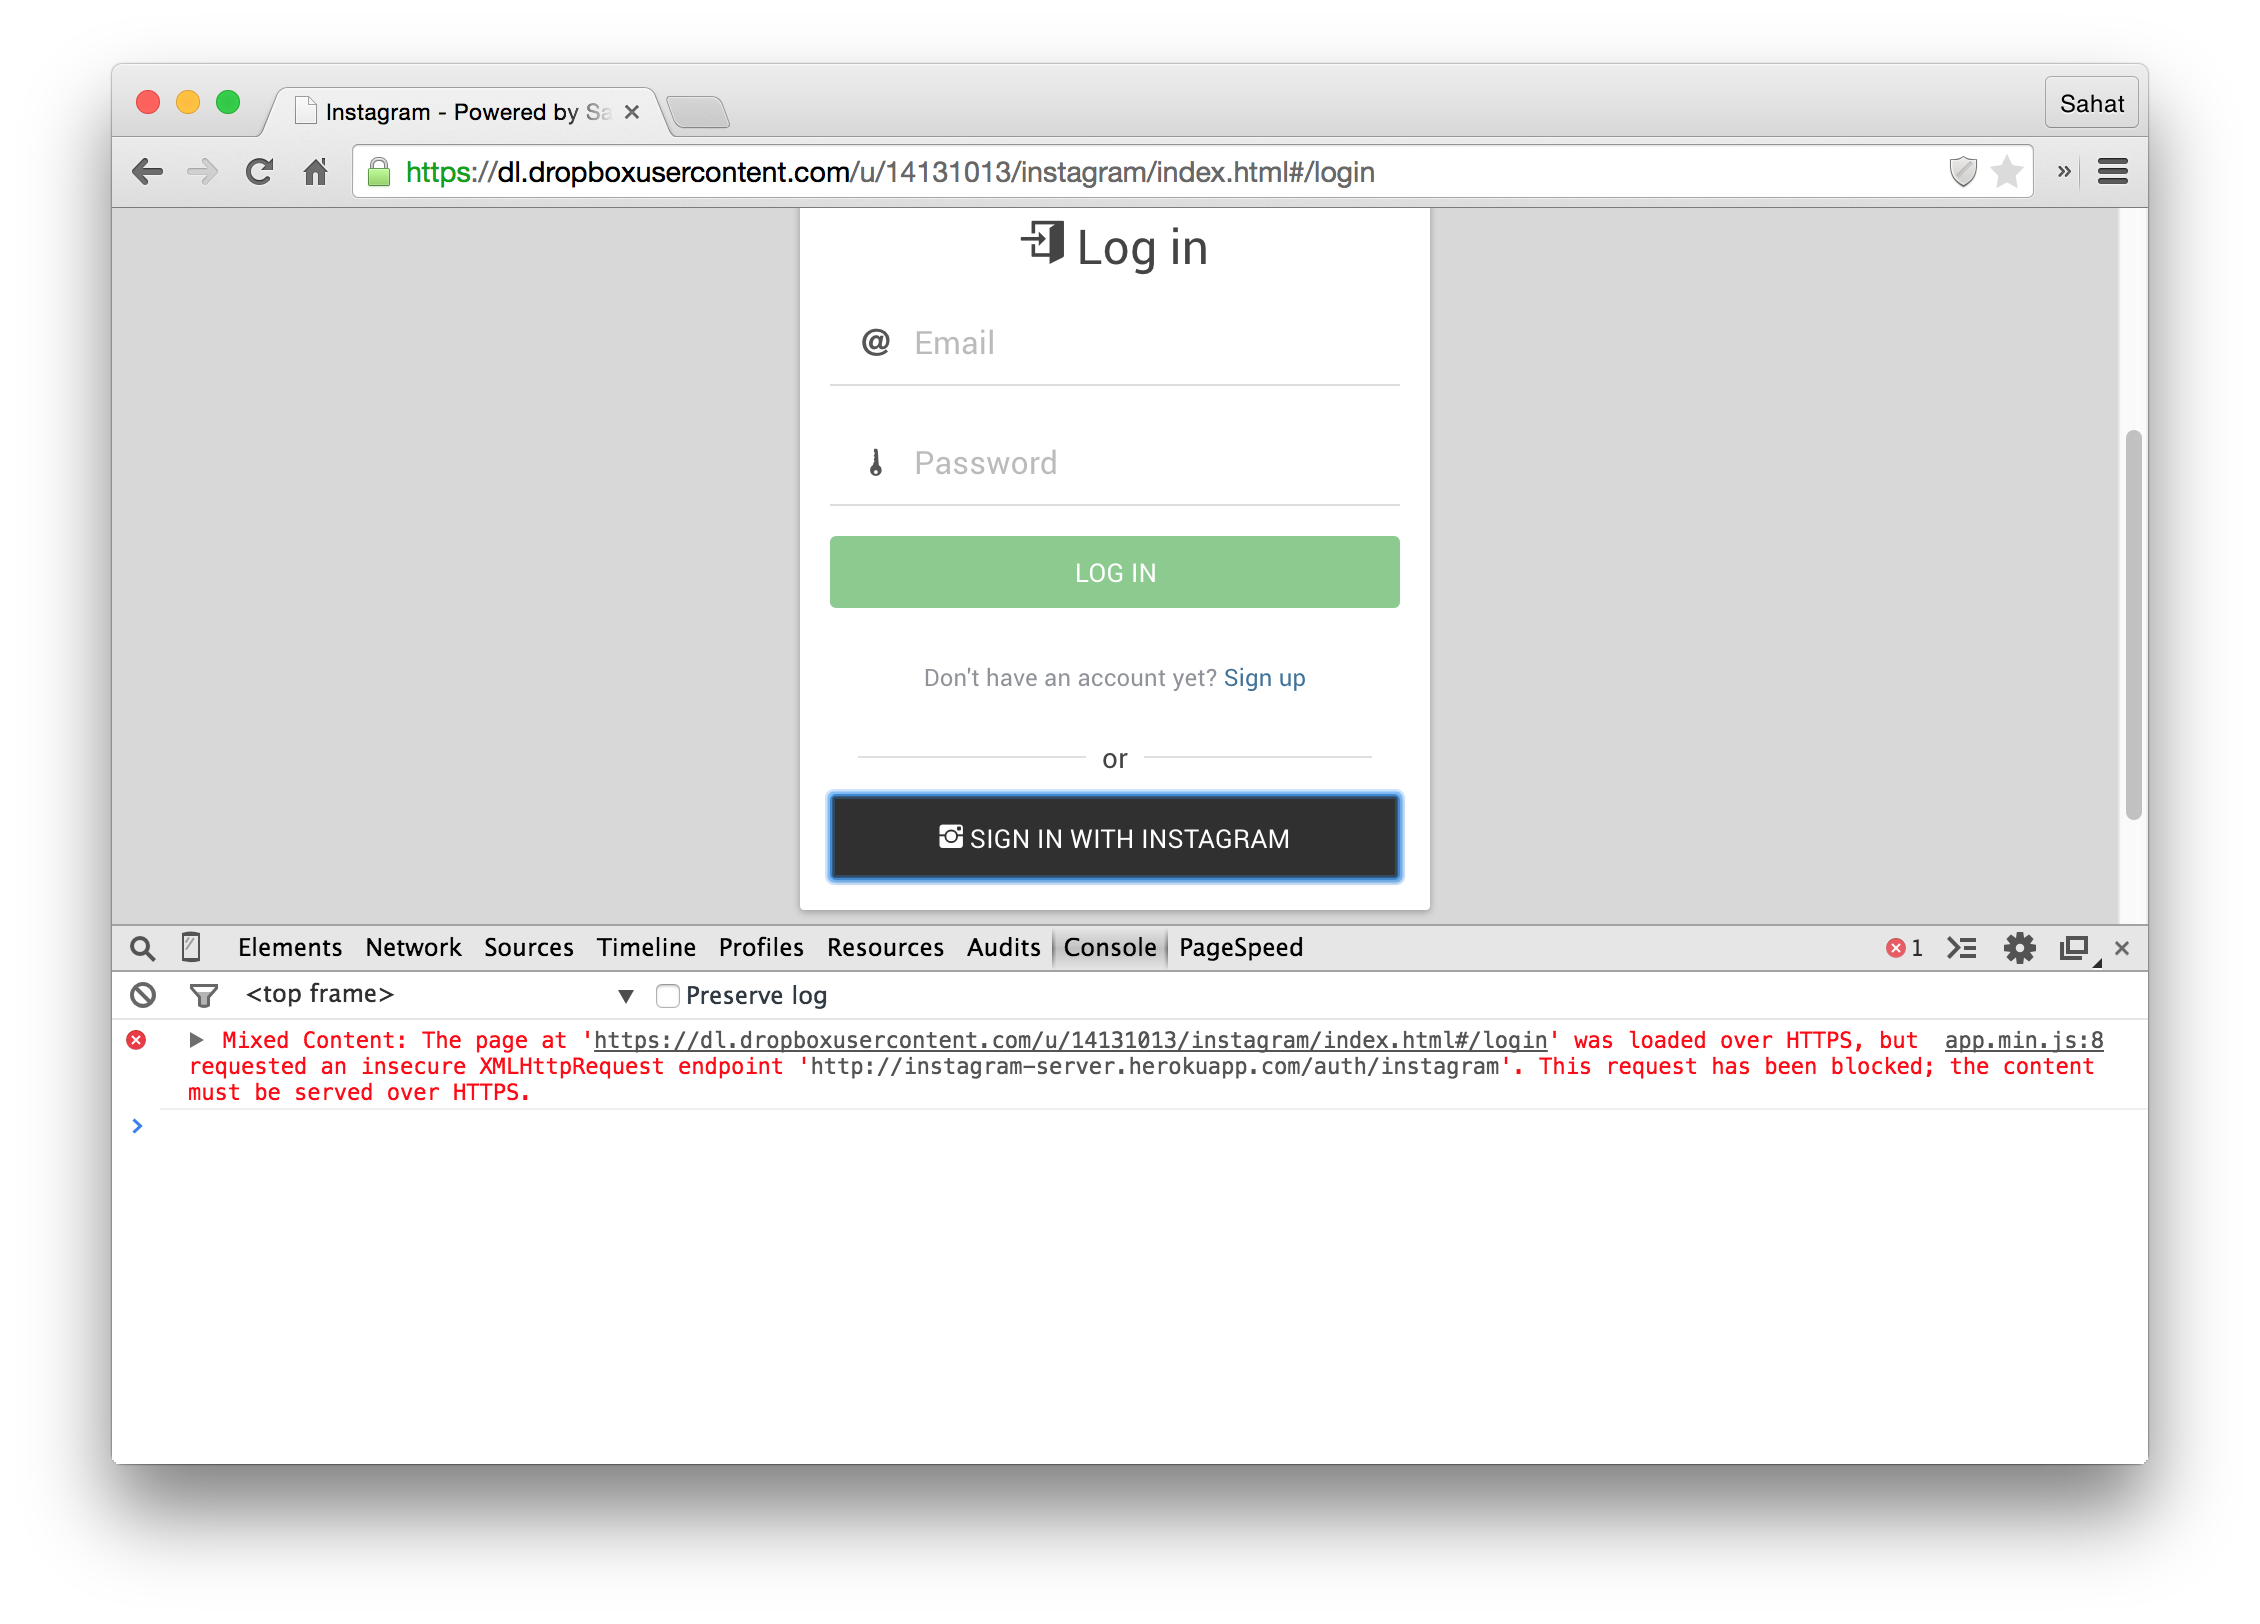 Instagram - Powered by Sa
Sahat
https://dl.dropboxusercontent.com/u/14131013/instagram/index.html#/login
»
Log in
@ Email
Password
LOG IN
Don't have an account yet? Sign up
or
SIGN IN WITH INSTAGRAM
Elements Network Sources Timeline Profiles Resources Audits Console PageSpeed 1
<top frame> Preserve log
Mixed Content: The page at 'https://dl.dropboxusercontent.com/u/14131013/instagram/index.html#/login' was loaded over HTTPS, but app.min.js:8
requested an insecure XMLHttpRequest endpoint 'http://instagram-server.herokuapp.com/auth/instagram'. This request has been blocked; the content
must be served over HTTPS.